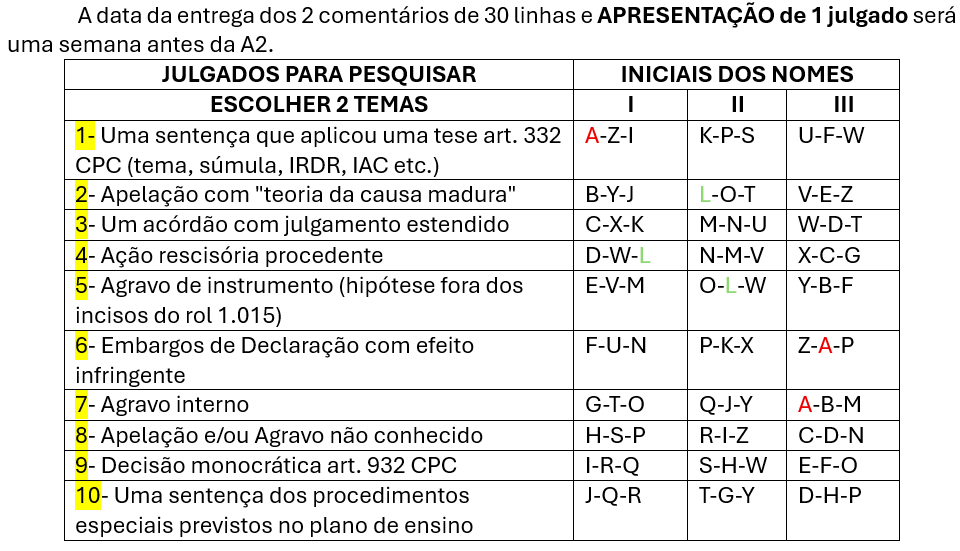 A data da entrega dos 2 comentários de 30 linhas e APRESENTAÇÃO de 1 julgado será
uma semana antes da A2.
JULGADOS PARA PESQUISAR INICIAIS DOS NOMES
ESCOLHER 2 TEMAS I II III
1- Uma sentença que aplicou uma tese art. 332 A-Z-I K-P-S U-F-W
CPC (tema, súmula, IRDR, IAC etc.)
2- Apelação com "teoria da causa madura" B-Y-J L-O-T V-E-Z
3- Um acórdão com julgamento estendido C-X-K M-N-U W-D-T
4- Ação rescisória procedente D-W-L N-M-V X-C-G
5- Agravo de instrumento (hipótese fora dos E-V-M O-L-W Y-B-F
incisos do rol 1.015)
6- Embargos de Declaração com efeito F-U-N P-K-X Z-A-P
infringente
7- Agravo interno G-T-O Q-J-Y A-B-M
8- Apelação e/ou Agravo não conhecido H-S-P R-I-Z C-D-N
9- Decisão monocrática art. 932 CPC I-R-Q S-H-W E-F-O
10- Uma sentença dos procedimentos J-Q-R T-G-Y D-H-P
especiais previstos no plano de ensino